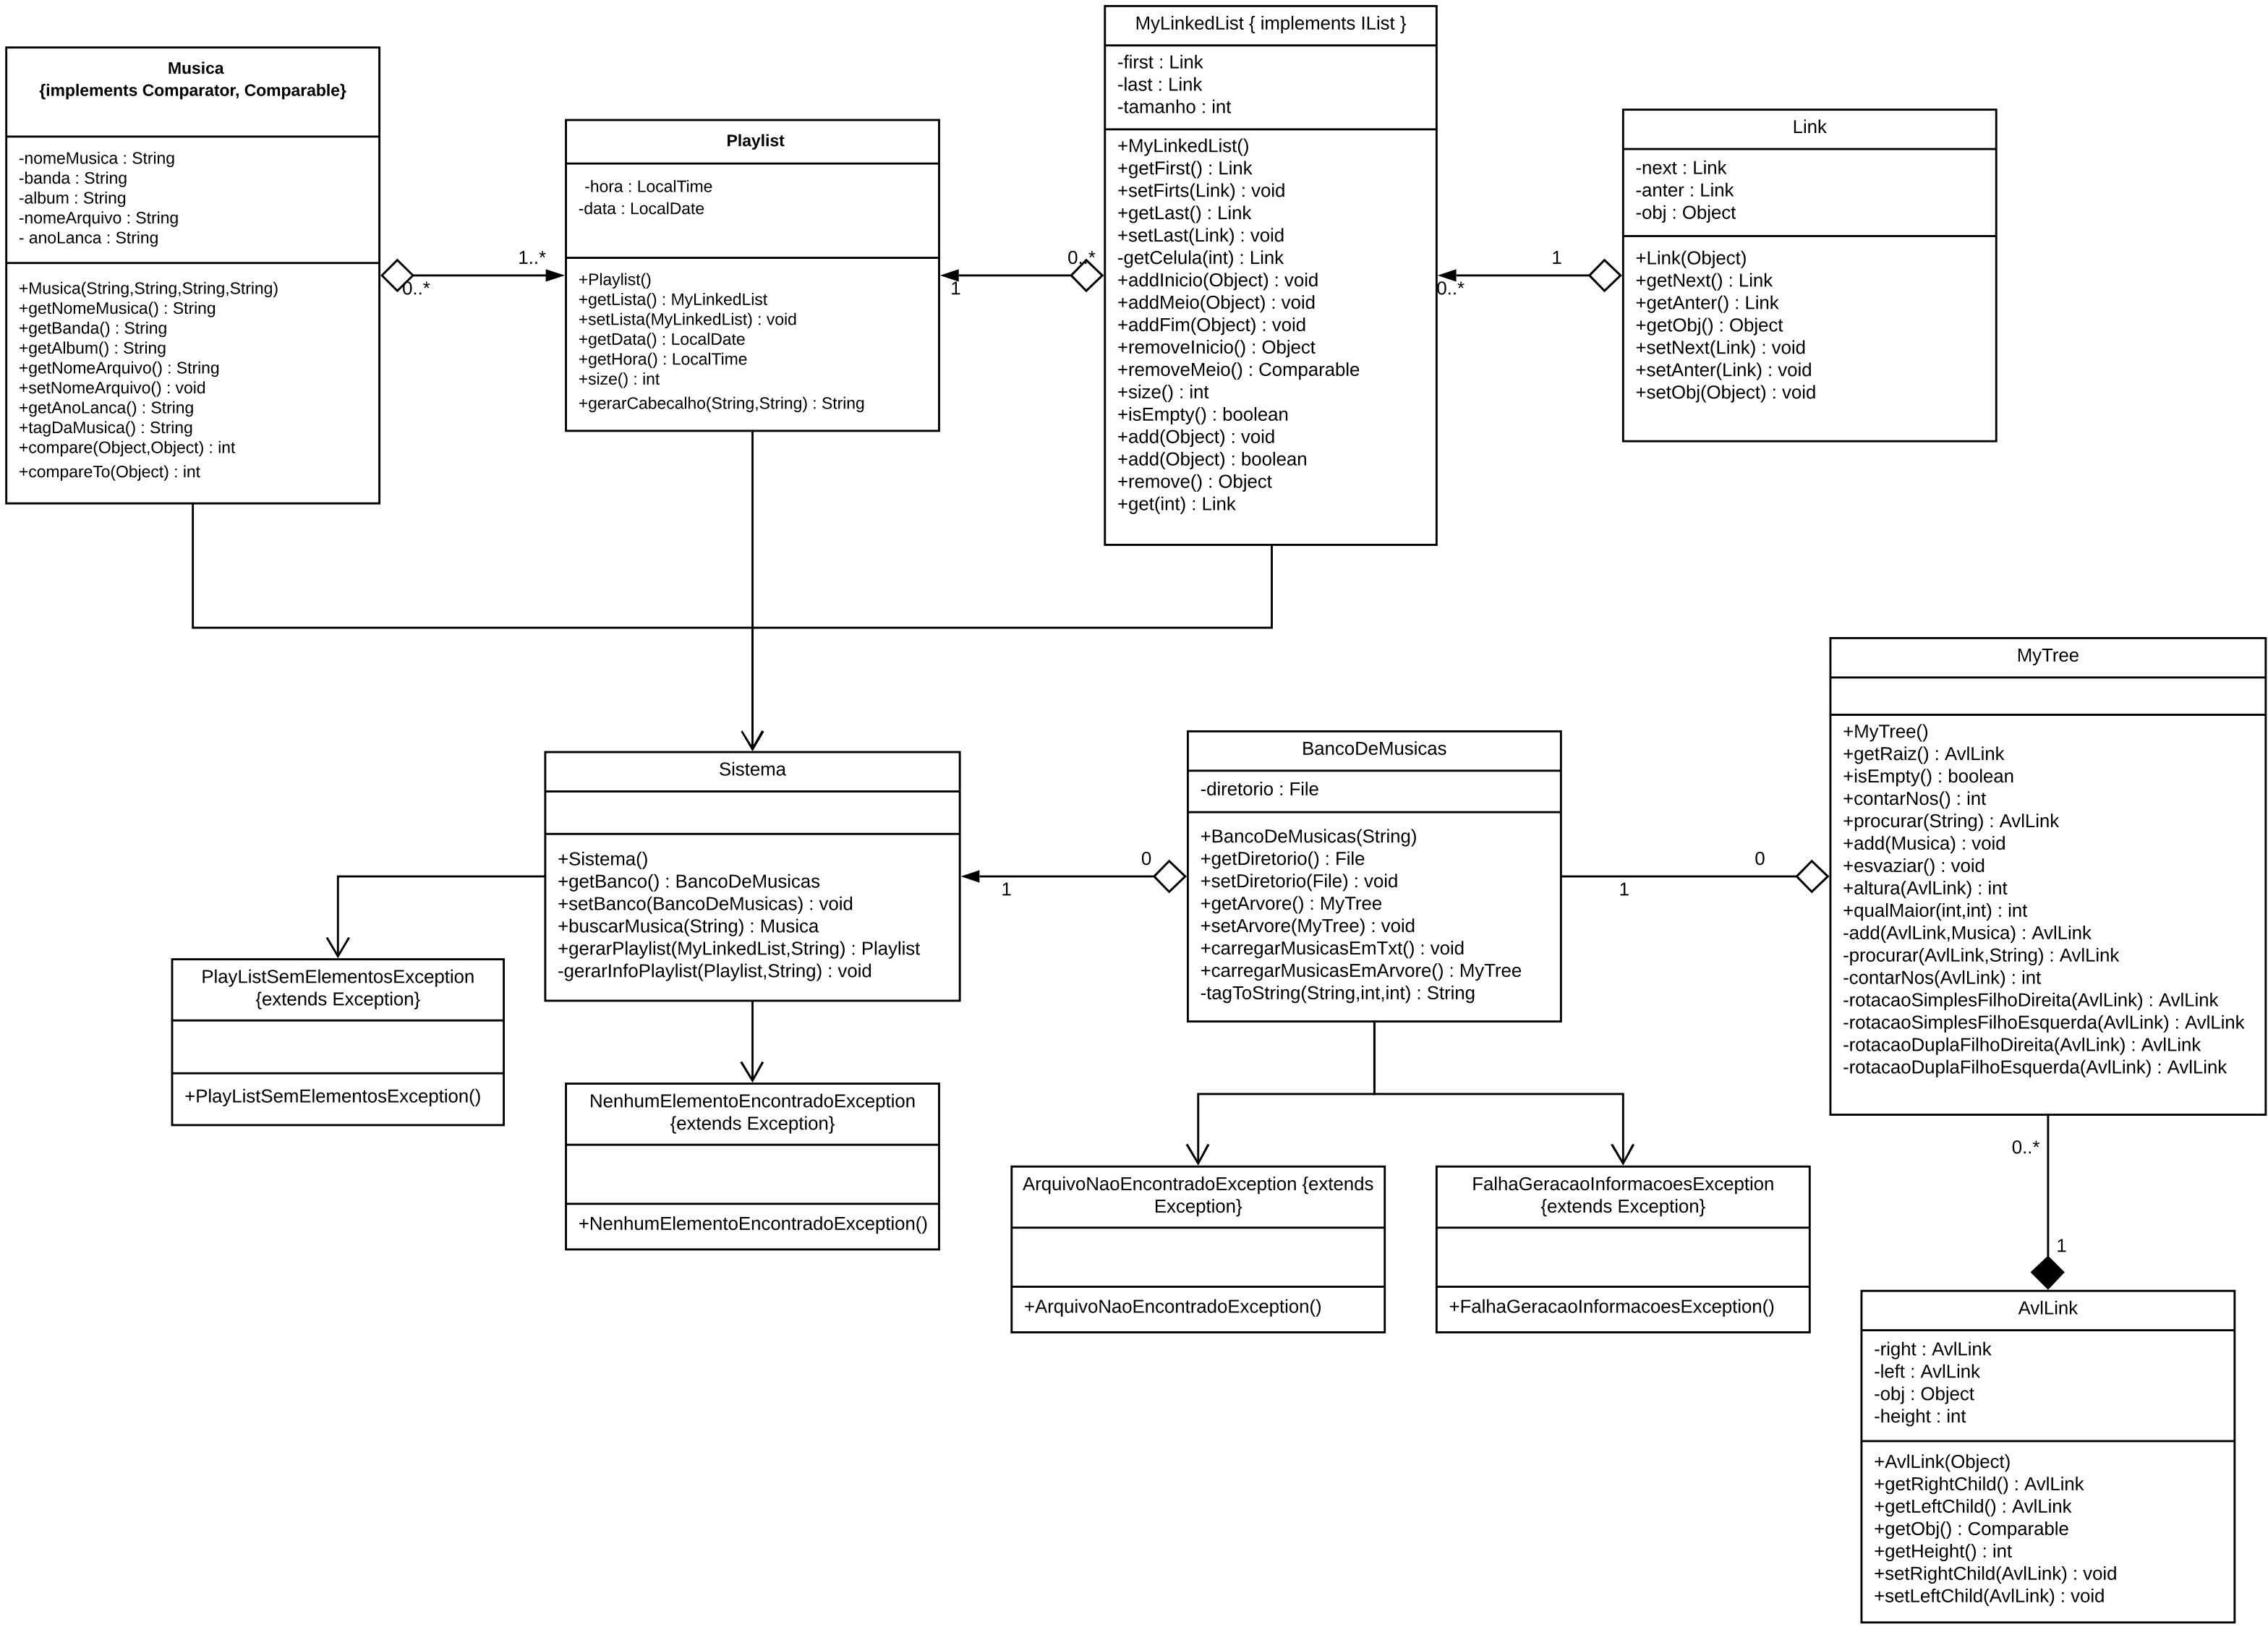 Musica
{implements Comparator, Comparable}
-nomeMusica : String
-banda : String
-album : String
-nomeArquivo : String
- anoLanca : String
+Musica(String,String,String,String)
+getNomeMusica() : String
+getBanda() : String
+getAlbum() : String
+getNomeArquivo() : String
+setNomeArquivo() : void
+getAnoLanca() : String
+tagDaMusica() : String
+compare(Object,Object) : int
+compareTo(Object) : int
0..*
1..*
Playlist
-hora : LocalTime
-data : LocalDate
+Playlist()
+getLista() : MyLinkedList
+setLista(MyLinkedList) : void
+getData() : LocalDate
+getHora() : LocalTime
+size() : int
+gerarCabecalho(String,String) : String
1
0..*
MyLinkedList { implements IList }
-first : Link
-last : Link
-tamanho : int
+MyLinkedList()
+getFirst() : Link
+setFirts(Link) : void
+getLast() : Link
+setLast(Link) : void
-getCelula(int) : Link
+addInicio(Object) : void
+addMeio(Object) : void
+addFim(Object) : void
+removeInicio() : Object
+removeMeio() : Comparable
+size() : int
+isEmpty() : boolean
+add(Object) : void
+add(Object) : boolean
+remove() : Object
+get(int) : Link
0..*
1
Link
-next : Link
-anter : Link
-obj : Object
+Link(Object)
+getNext() : Link
+getAnter() : Link
+getObj() : Object
+setNext(Link) : void
+setAnter(Link) : void
+setObj(Object) : void
Sistema
+Sistema()
+getBanco() : BancoDeMusicas
+setBanco(BancoDeMusicas) : void
+buscarMusica(String) : Musica
+gerarPlaylist(MyLinkedList,String) : Playlist
-gerarInfoPlaylist(Playlist,String) : void
1
0
BancoDeMusicas
-diretorio : File
+BancoDeMusicas(String)
+getDiretorio() : File
+setDiretorio(File) : void
+getArvore() : MyTree
+setArvore(MyTree) : void
+carregarMusicasEmTxt() : void
+carregarMusicasEmArvore() : MyTree
-tagToString(String,int,int) : String
1
0
MyTree
+MyTree()
+getRaiz() : AvlLink
+isEmpty() : boolean
+contarNos() : int
+procurar(String) : AvlLink
+add(Musica) : void
+esvaziar() : void
+altura(AvlLink) : int
+qualMaior(int,int) : int
-add(AvlLink,Musica) : AvlLink
-procurar(AvlLink,String) : AvlLink
-contarNos(AvlLink) : int
-rotacaoSimplesFilhoDireita(AvlLink) : AvlLink
-rotacaoSimplesFilhoEsquerda(AvlLink) : AvlLink
-rotacaoDuplaFilhoDireita(AvlLink) : AvlLink
-rotacaoDuplaFilhoEsquerda(AvlLink) : AvlLink
PlayListSemElementosException
{extends Exception}
+PlayListSemElementosException()
NenhumElementoEncontradoException
{extends Exception}
+NenhumElementoEncontradoException()
ArquivoNaoEncontradoException {extends
Exception}
+ArquivoNaoEncontradoException()
FalhaGeracaoInformacoesException
{extends Exception}
+FalhaGeracaoInformacoesException()
0..*
1
AvlLink
-right : AvlLink
-left : AvlLink
-obj : Object
-height : int
+AvlLink(Object)
+getRightChild() : AvlLink
+getLeftChild() : AvlLink
+getObj() : Comparable
+getHeight() : int
+setRightChild(AvlLink) : void
+setLeftChild(AvlLink) : void